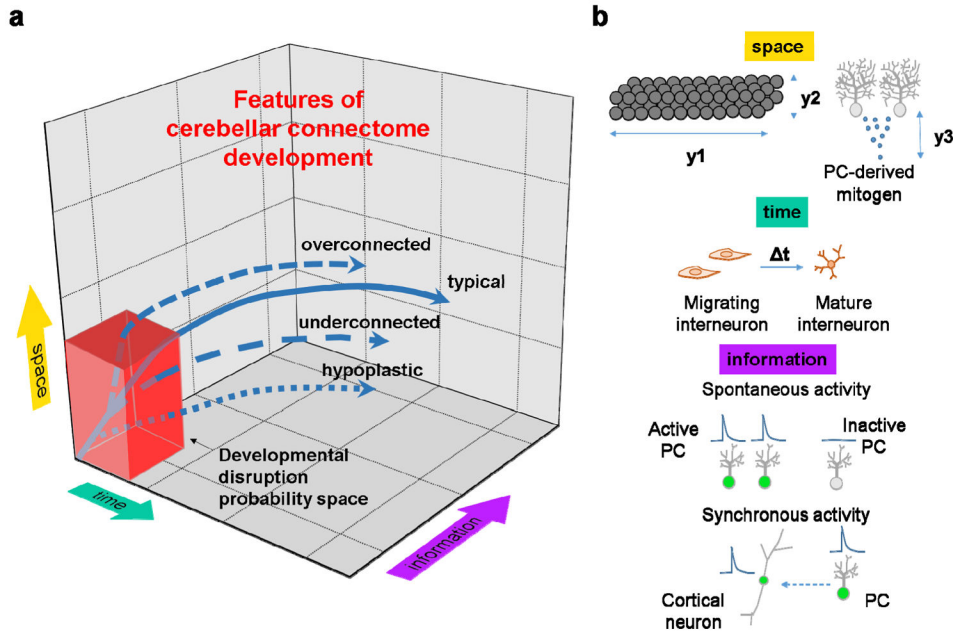 a
Features of
cerebellar connectome
development
overconnected
typical
underconnected
hypoplastic
Developmental
disruption
probability space
space
time
information
b
space
y1
y2
y3
PC-derived
mitogen
time
Δt
Migrating
interneuron
Mature
interneuron
information
Spontaneous activity
Active
PC
Inactive
PC
Synchronous activity
Cortical
neuron
PC